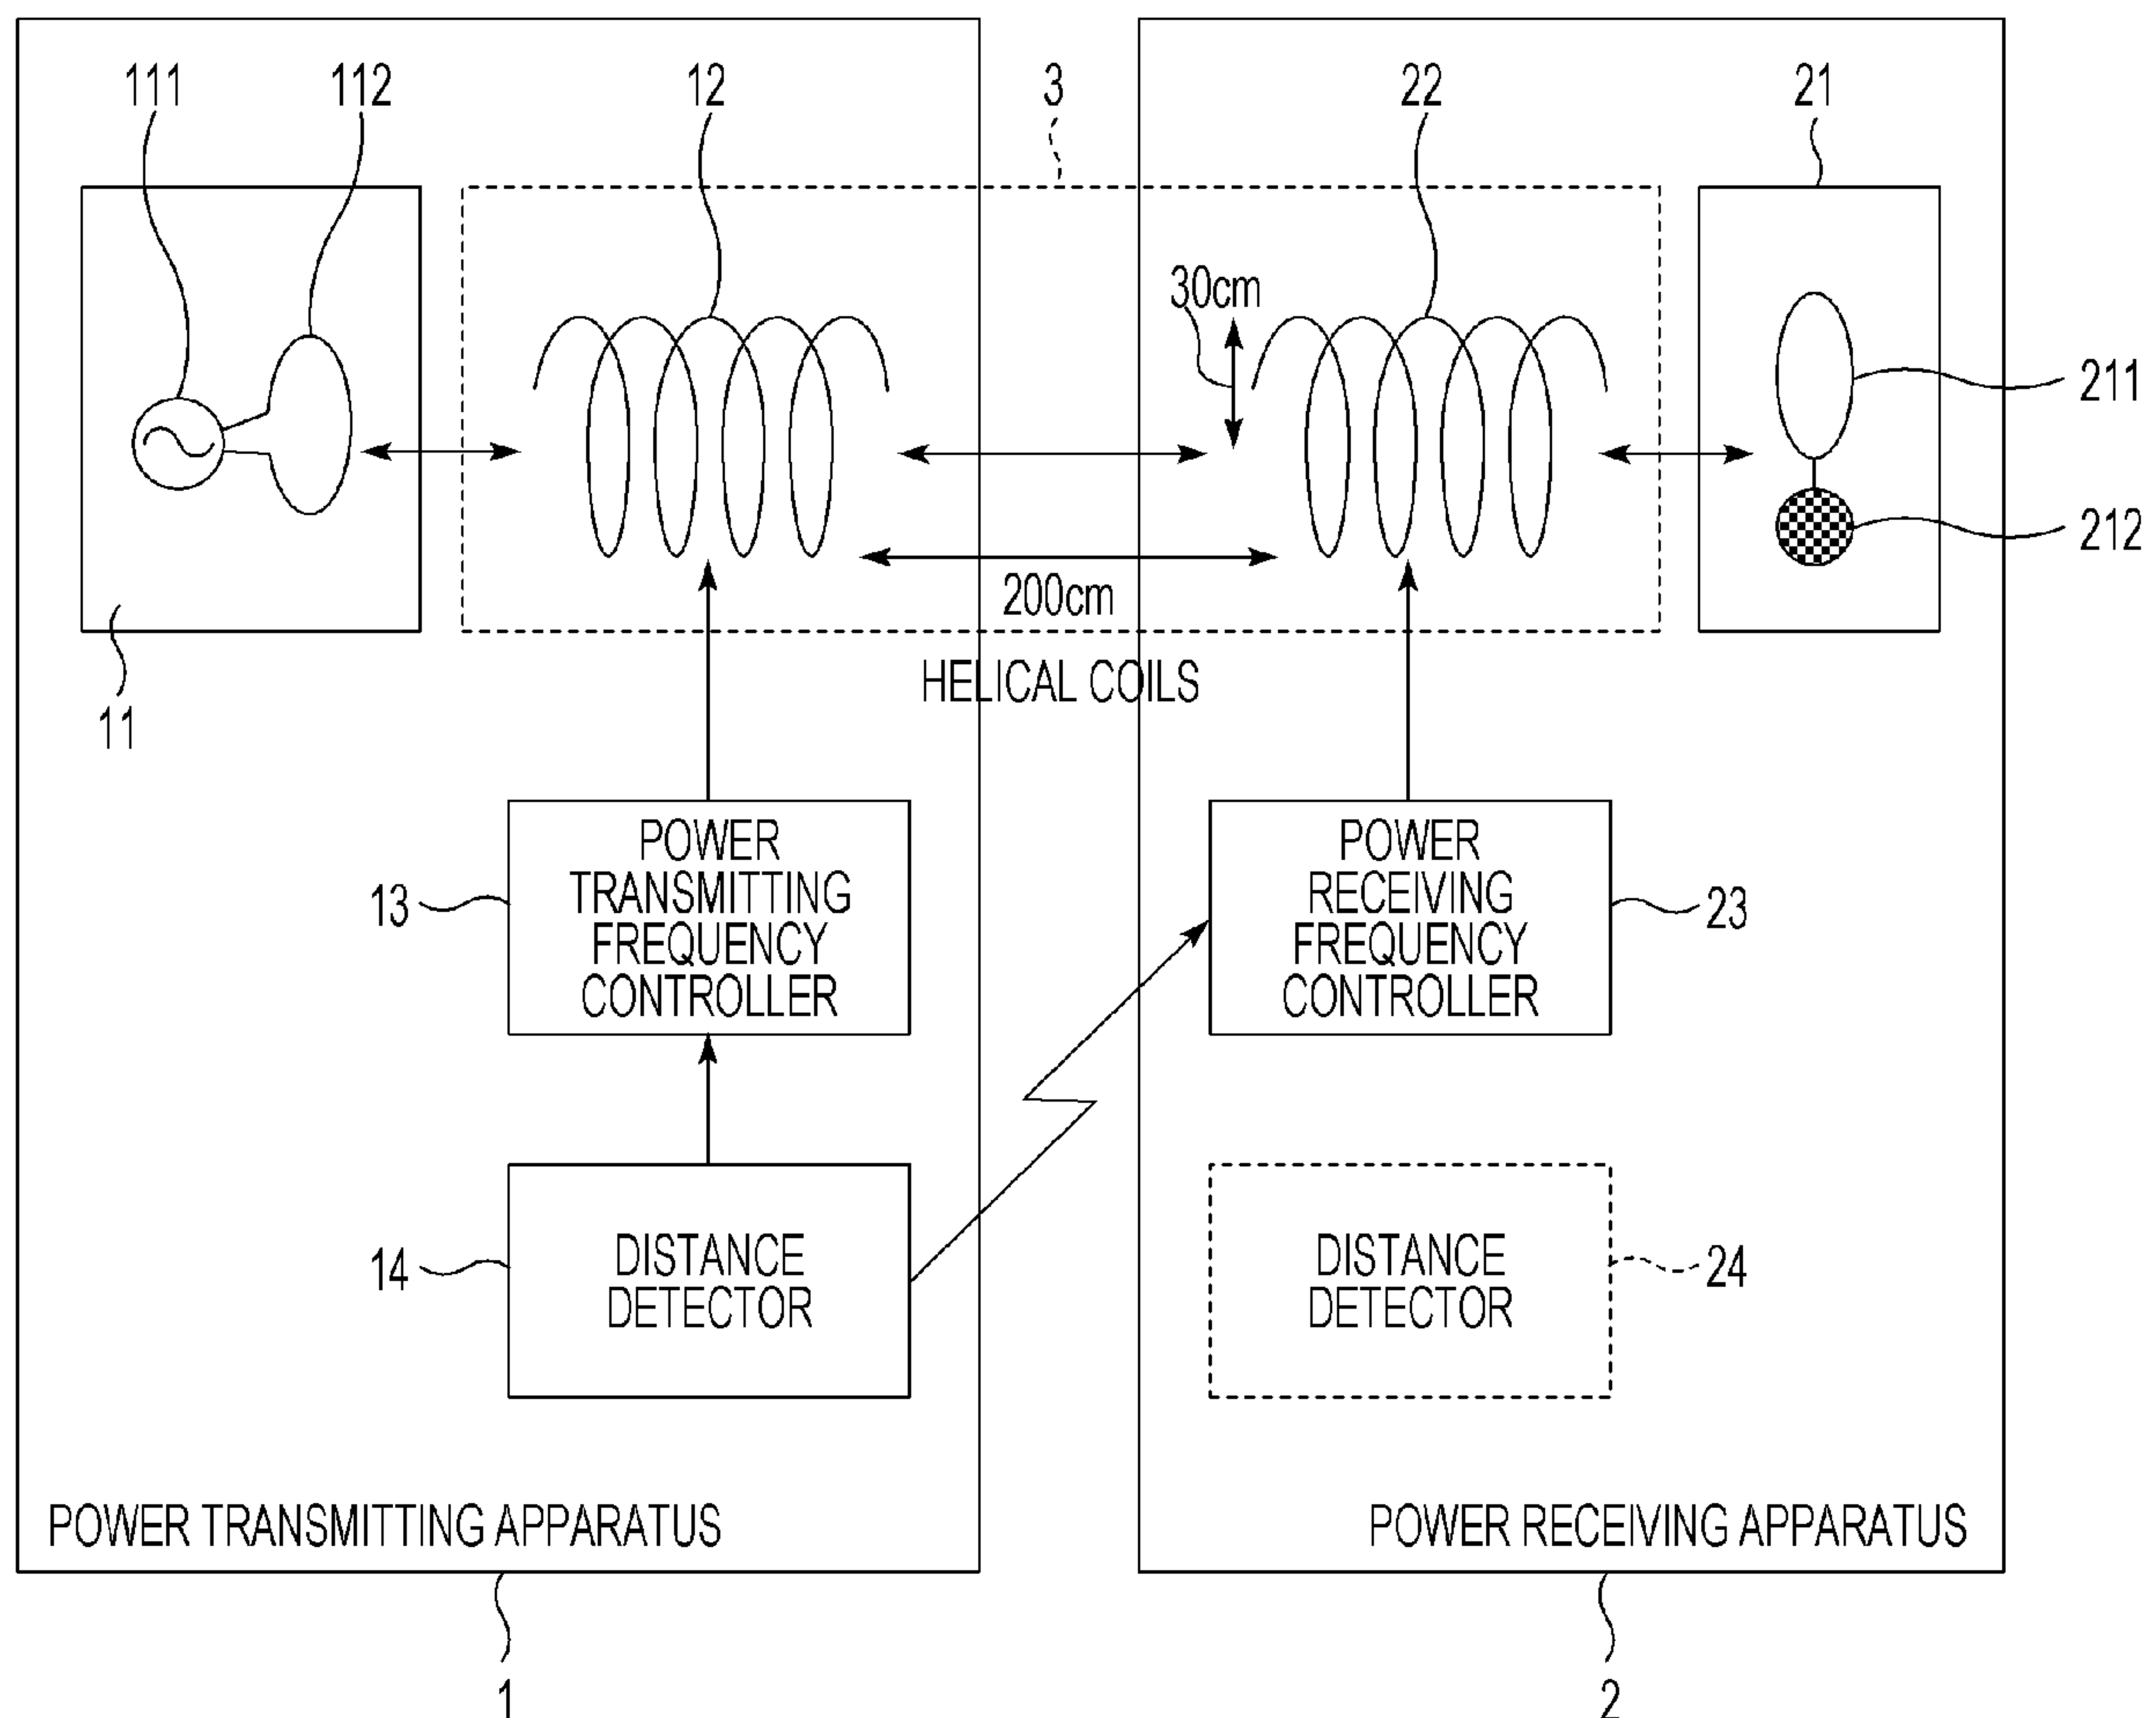 111
112
12
3
22
21
30cm
211
212
200cm
HELICAL COILS
11
POWER
TRANSMITTING
FREQUENCY
CONTROLLER
13
POWER
RECEIVING
FREQUENCY
CONTROLLER
23
DISTANCE
DETECTOR
14
DISTANCE
DETECTOR
24
POWER TRANSMITTING APPARATUS
POWER RECEIVING APPARATUS
1
2